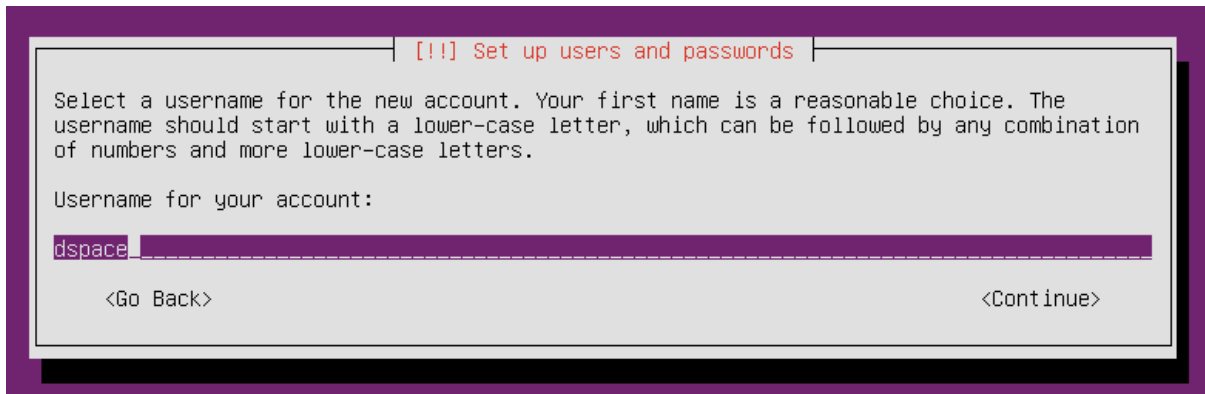 [!!] Set up users and passwords
Select a username for the new account. Your first name is a reasonable choice. The
username should start with a lower-case letter, which can be followed by any combination
of numbers and more lower-case letters.
Username for your account:
dspace
<Go Back> <Continue>